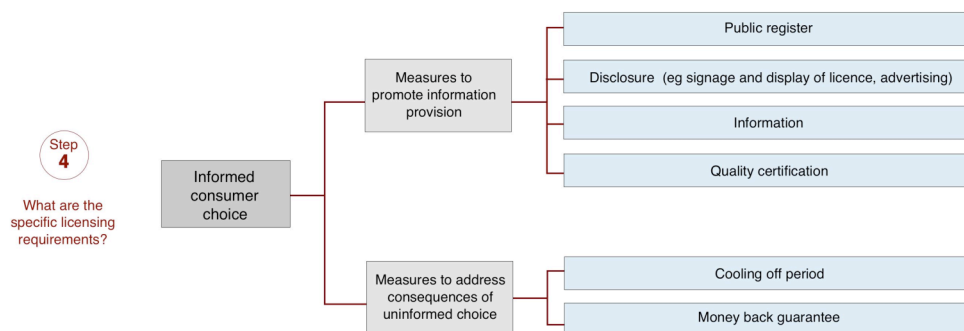 Step
4
What are the
specific licensing
requirements?
Informed
consumer
choice
Measures to
promote information
provision
Public register
Disclosure (eg signage and display of licence, advertising)
Information
Quality certification
Measures to address
consequences of
uninformed choice
Cooling off period
Money back guarantee